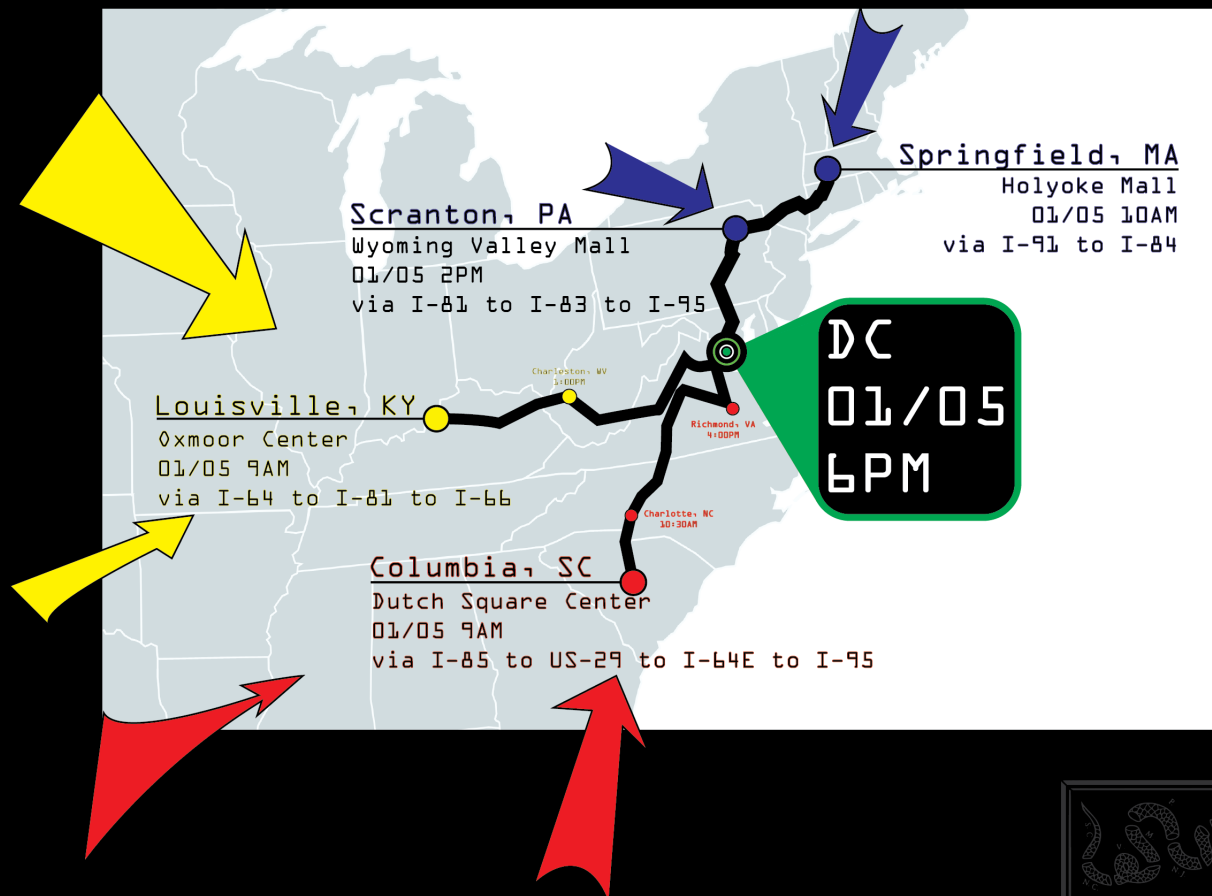 Springfield, MA
Holyoke Mall
01/05 10AM
via I-91 to I-84
Scranton, PA
Wyoming Valley Mall
01/05 2PM
via I-81 to I-83 to I-95
DC
01/05
6PM
Charleston, WV
1:00PM
Louisville, KY
Oxmoor Center
01/05 9AM
via I-64 to I-81 to I-66
Richmond, VA
4:00PM
Charlotte, NC
10:30AM
Columbia, SC
Dutch Square Center
01/05 9AM
via I-85 to US-29 to I-64E to I-95